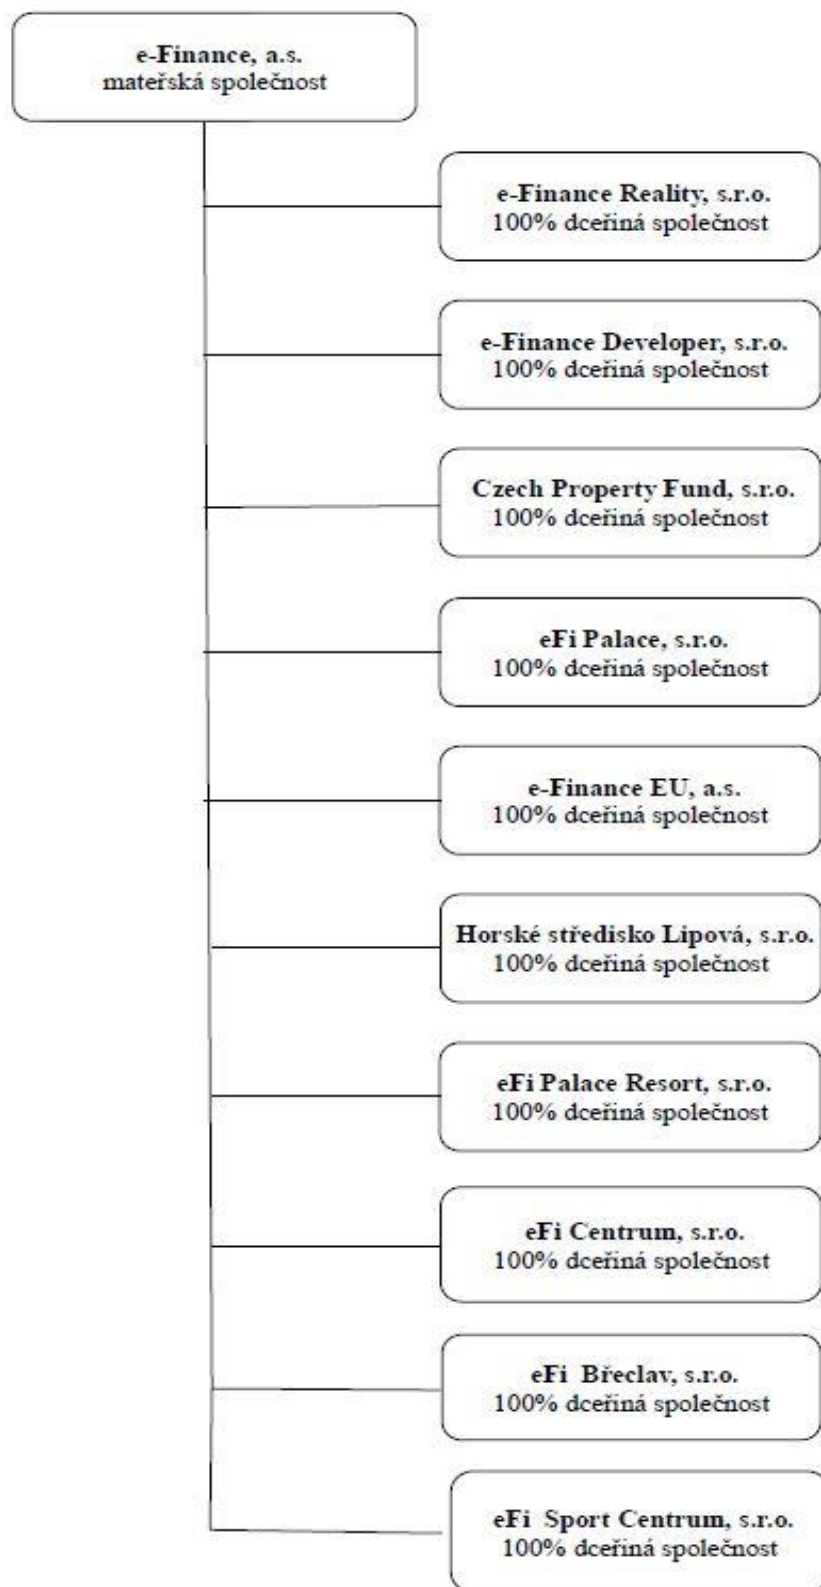 e-Finance, a.s.
mateřská společnost
e-Finance Reality, s.r.o.
100% dceřiná společnost
e-Finance Developer, s.r.o.
100% dceřiná společnost
Czech Property Fund, s.r.o.
100% dceřiná společnost
eFi Palace, s.r.o.
100% dceřiná společnost
e-Finance EU, a.s.
100% dceřiná společnost
Horské středisko Lipová, s.r.o.
100% dceřiná společnost
eFi Palace Resort, s.r.o.
100% dceřiná společnost
eFi Centrum, s.r.o.
100% dceřiná společnost
eFi Břeclav, s.r.o.
100% dceřiná společnost
eFi Sport Centrum, s.r.o.
100% dceřiná společnost